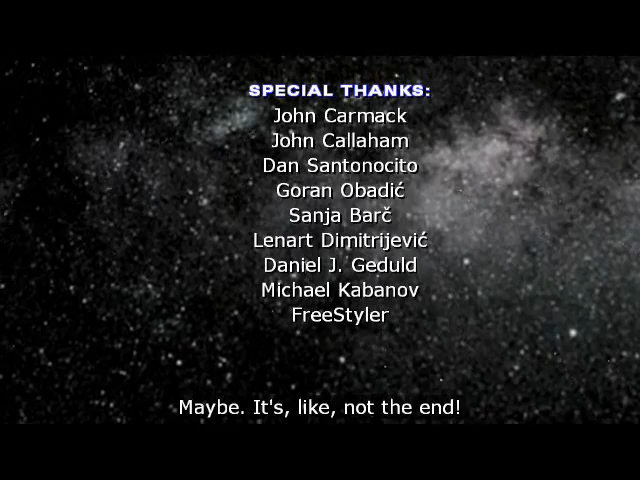 SPECIAL THANKS:
John Carmack
John Callaham
Dan Santonocito
Goran Obadić
Sanja Barč
Lenart Dimitrijević
Daniel J. Geduld
Michael Kabanov
FreeStyler
Maybe. It's, like, not the end!